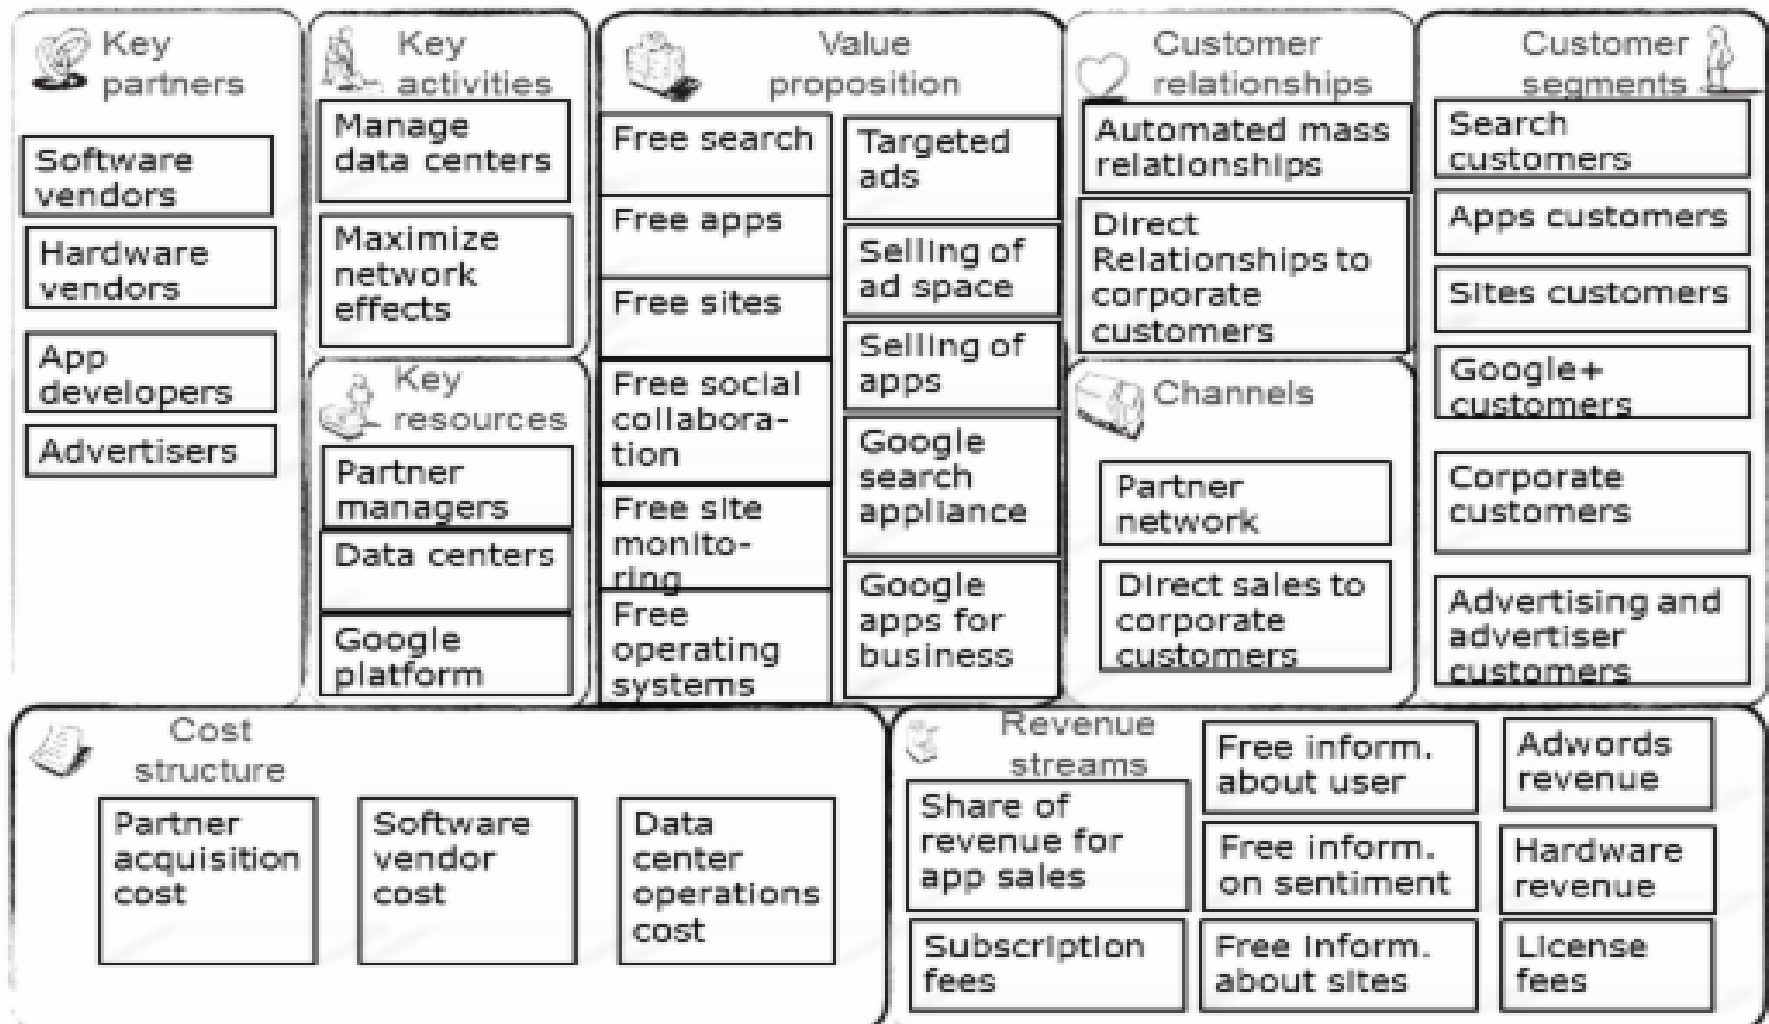 Key
partners
Software
vendors
Hardware
vendors
App
developers
Advertisers
Key
activities
Manage
data centers
Maximize
network
effects
Key
resources
Partner
managers
Data centers
Google
platform
Value
proposition
Free search
Free apps
Free sites
Free social
collabora-
tion
Free site
monito-
ring
Free
operating
systems
Targeted
ads
Selling of
ad space
Selling of
apps
Google
search
appliance
Google
apps for
business
Customer
relationships
Automated mass
relationships
Direct
Relationships to
corporate
customers
Channels
Partner
network
Direct sales to
corporate
customers
Customer
segments
Search
customers
Apps customers
Sites customers
Google+
customers
Corporate
customers
Advertising and
advertiser
customers
Cost
structure
Partner
acquisition
cost
Software
vendor
cost
Data
center
operations
cost
Revenue
streams
Share of
revenue for
app sales
Subscription
fees
Free inform.
about user
Free inform.
on sentiment
Free inform.
about sites
Adwords
revenue
Hardware
revenue
License
fees